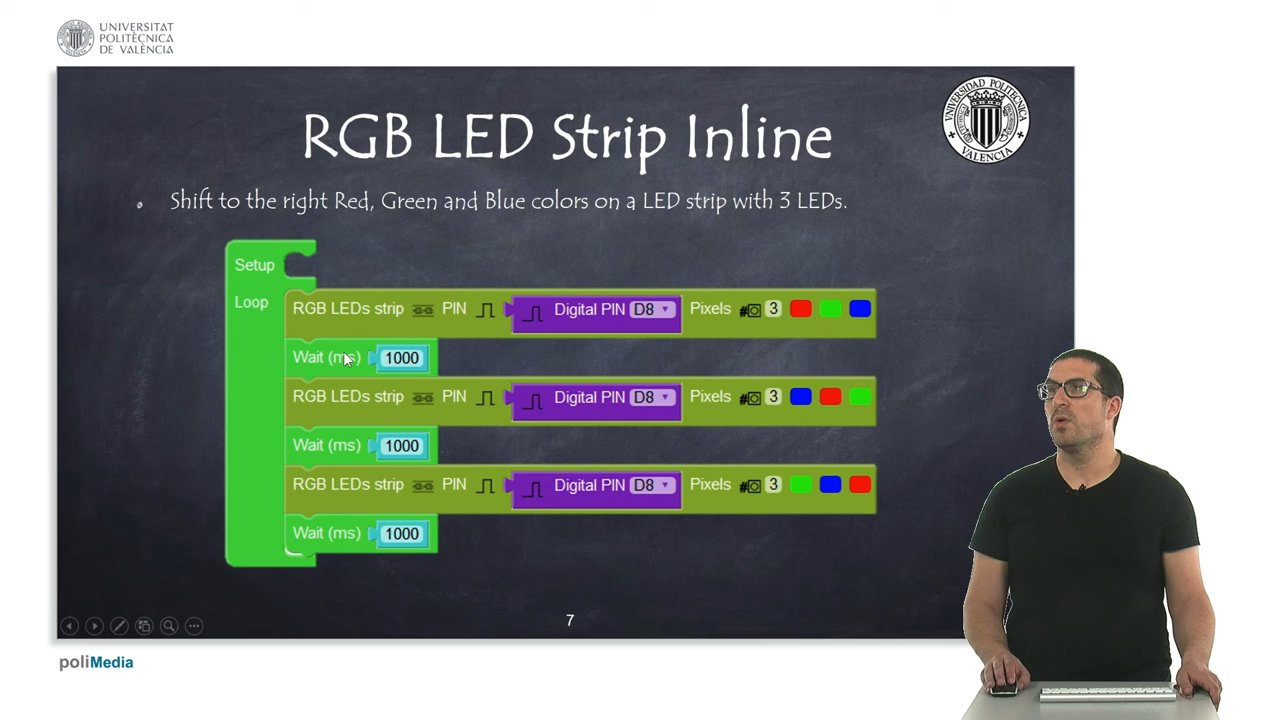 UNIVERSITAT
POLITÈCNICA
DE VALÈNCIA
UNIVERSIDAD POLITECNICA
VALENCIA
RGB LED Strip Inline
Shift to the right Red, Green and Blue colors on a LED strip with 3 LEDs.
Setup
Loop
RGB LEDs strip PIN Digital PIN D8 Pixels # 3
Wait (ms) 1000
RGB LEDs strip PIN Digital PIN D8 Pixels # 3
Wait (ms) 1000
RGB LEDs strip PIN Digital PIN D8 Pixels # 3
Wait (ms) 1000
7
poliMedia